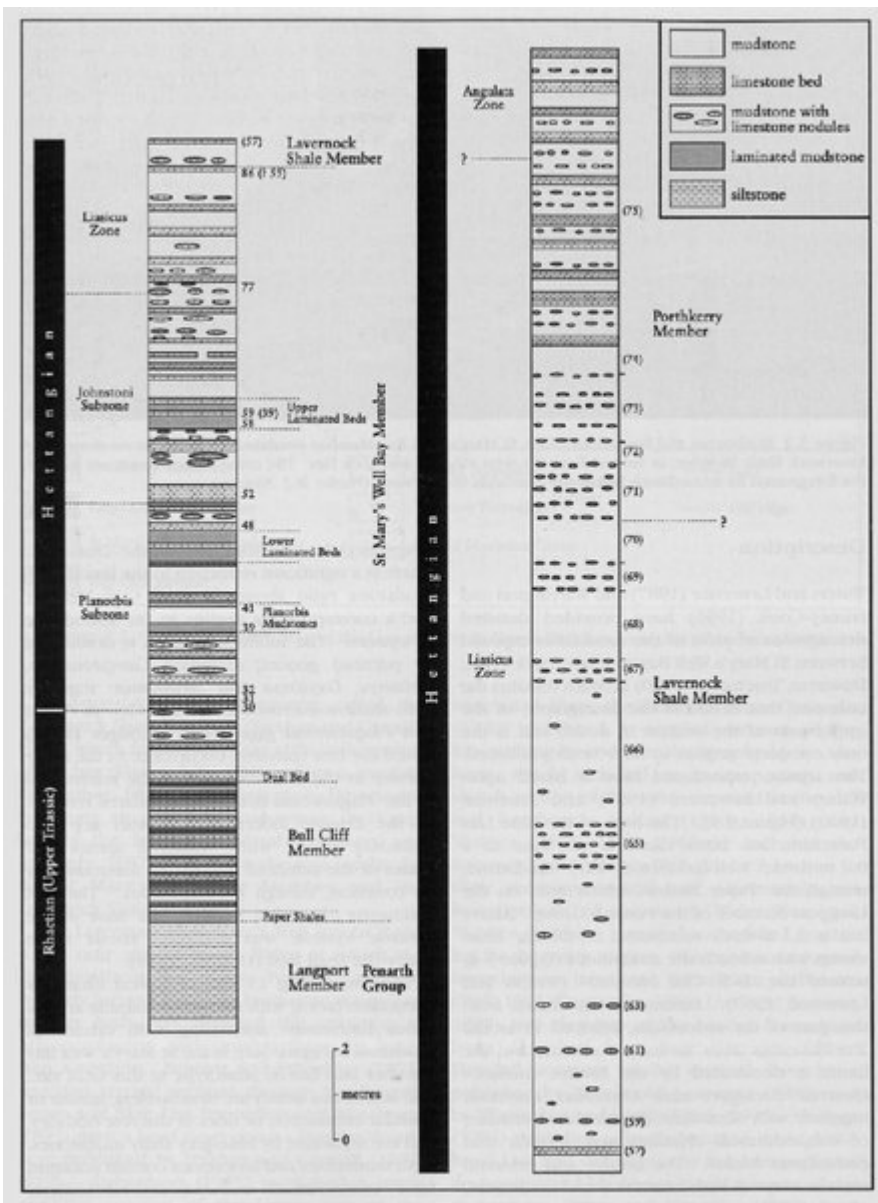 mudstone
limestone bed
mudstone with
limestone nodules
laminated mudstone
siltstone
Hettangian
Rhaetian (Upper Triassic)
Liassicus
Zone
Johnstoni
Subzone
Planorbis
Subzone
(57)
Lavernock
Shale Member
77
59 (39)
58
Upper
Laminated Beds
52
48
Lower
Laminated Beds
41
Planorbis
Mudstones
32
30
Dual Bed
Bull Cliff
Member
Paper Shales
Langport
Member
Penarth
Group
St Mary's Well Bay Member
2
metres
0
Hettangian
Angulata
Zone
?
(75)
Porthkerry
Member
(74)
(73)
(72)
(71)
?
(70)
(69)
(68)
Liasicus
Zone
(67)
Lavernock
Shale Member
(66)
(65)
(63)
(61)
(59)
(57)